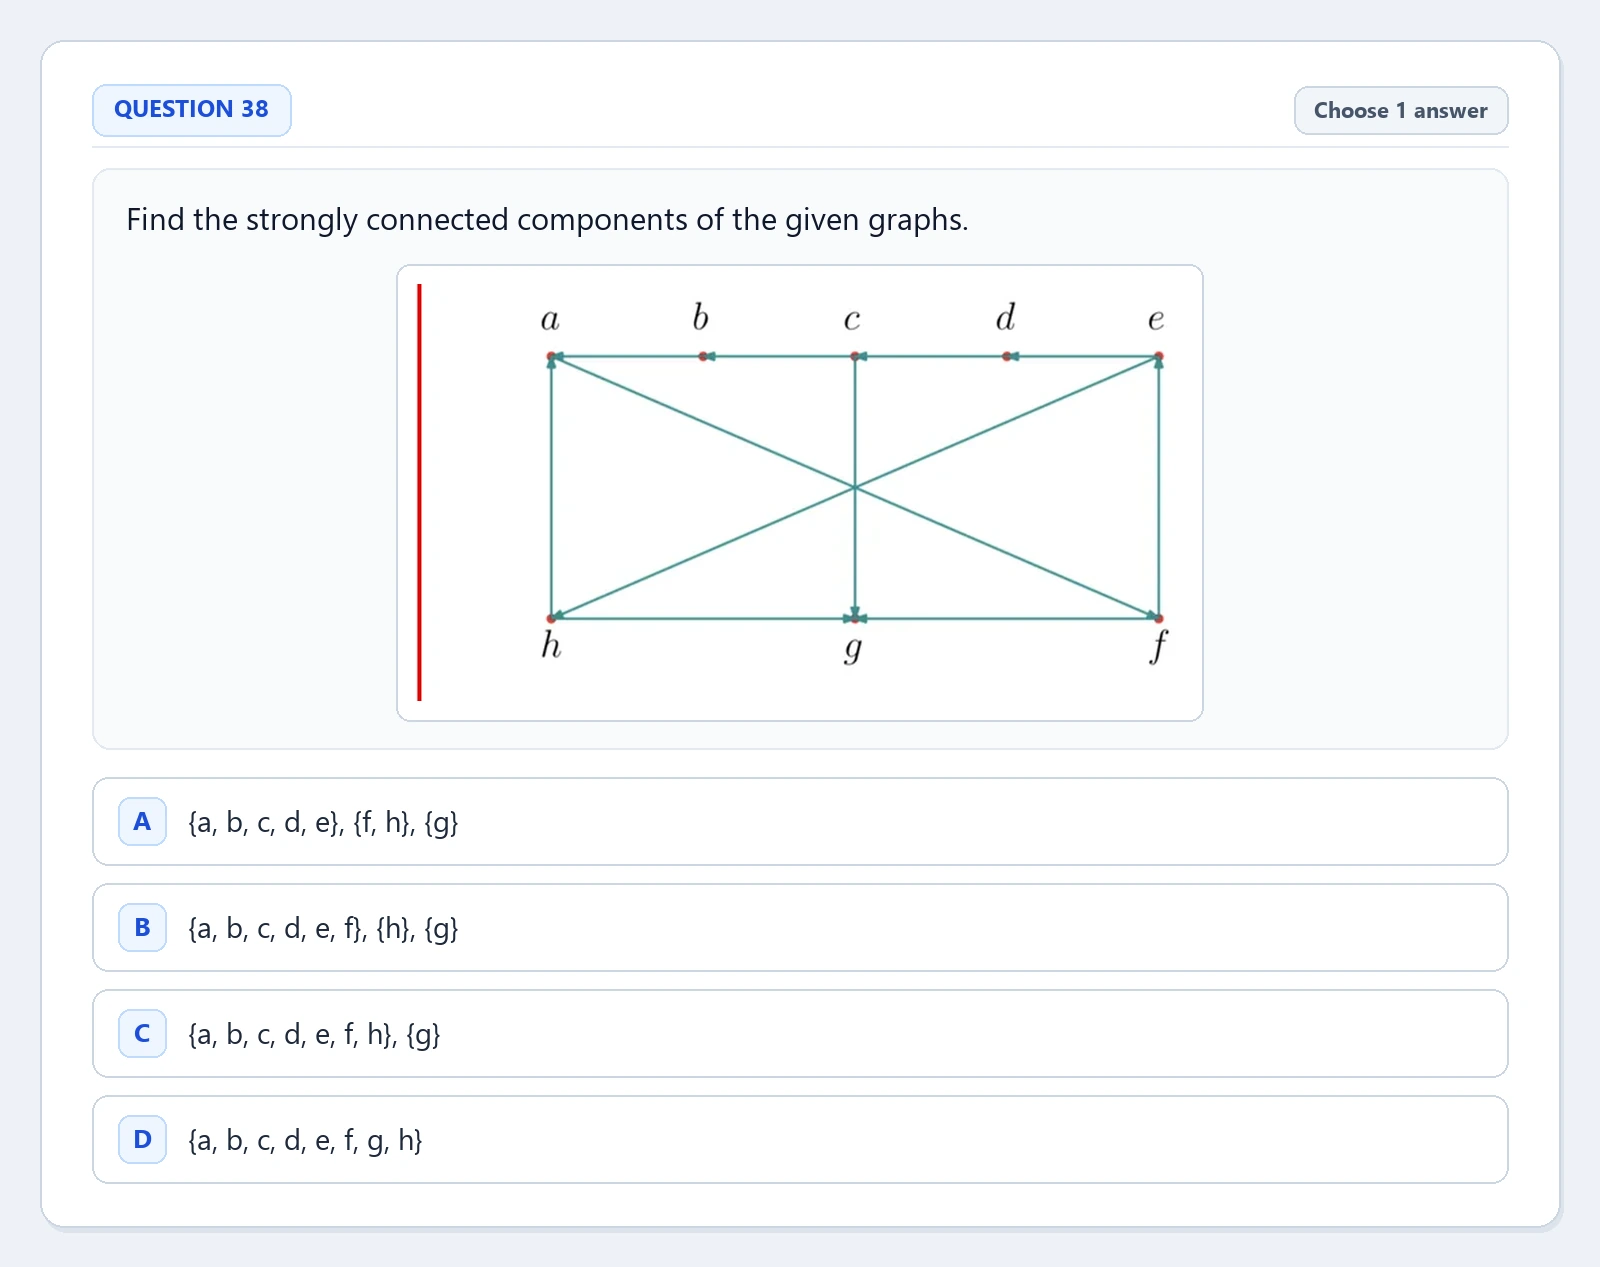 QUESTION 38
Choose 1 answer
Find the strongly connected components of the given graphs.
a b c d e
h g f
A {a, b, c, d, e}, {f, h}, {g}
B {a, b, c, d, e, f}, {h}, {g}
C {a, b, c, d, e, f, h}, {g}
D {a, b, c, d, e, f, g, h}